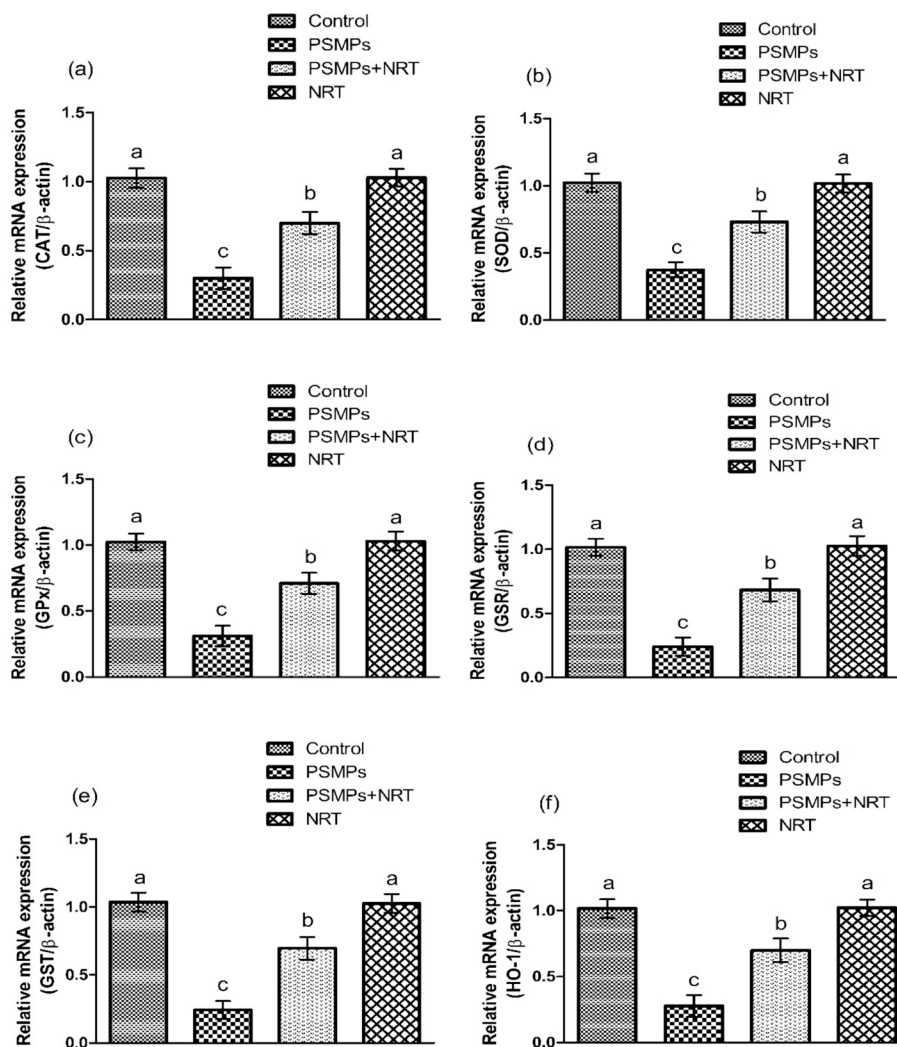 Control
PSMPs
PSMPs+NRT
NRT
(a)
Relative mRNA expression
(CAT/β-actin)
1.5
1.0
0.5
0.0
a
c
b
a
Control
PSMPs
PSMPs+NRT
NRT
(b)
Relative mRNA expression
(SOD/β-actin)
1.5
1.0
0.5
0.0
a
c
b
a
Control
PSMPs
PSMPs+NRT
NRT
(c)
Relative mRNA expression
(GPx/β-actin)
1.5
1.0
0.5
0.0
a
c
b
a
Control
PSMPs
PSMPs+NRT
NRT
(d)
Relative mRNA expression
(GSR/β-actin)
1.5
1.0
0.5
0.0
a
c
b
a
Control
PSMPs
PSMPs+NRT
NRT
(e)
Relative mRNA expression
(GST/β-actin)
1.5
1.0
0.5
0.0
a
c
b
a
Control
PSMPs
PSMPs+NRT
NRT
(f)
Relative mRNA expression
(HO-1/β-actin)
1.5
1.0
0.5
0.0
a
c
b
a